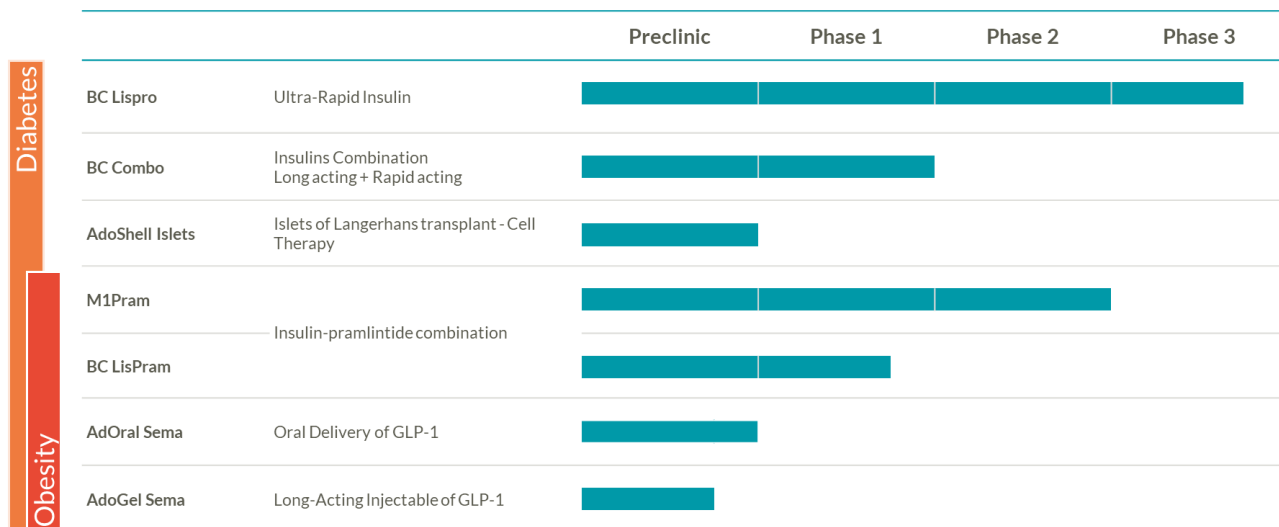 Preclinic Phase 1 Phase 2 Phase 3
Diabetes
BC Lispro Ultra-Rapid Insulin
BC Combo Insulins Combination
Long acting + Rapid acting
AdoShell Islets Islets of Langerhans transplant - Cell
Therapy
M1Pram
Insulin-pramlintide combination
BC LisPram
Obesity
AdOral Sema Oral Delivery of GLP-1
AdoGel Sema Long-Acting Injectable of GLP-1